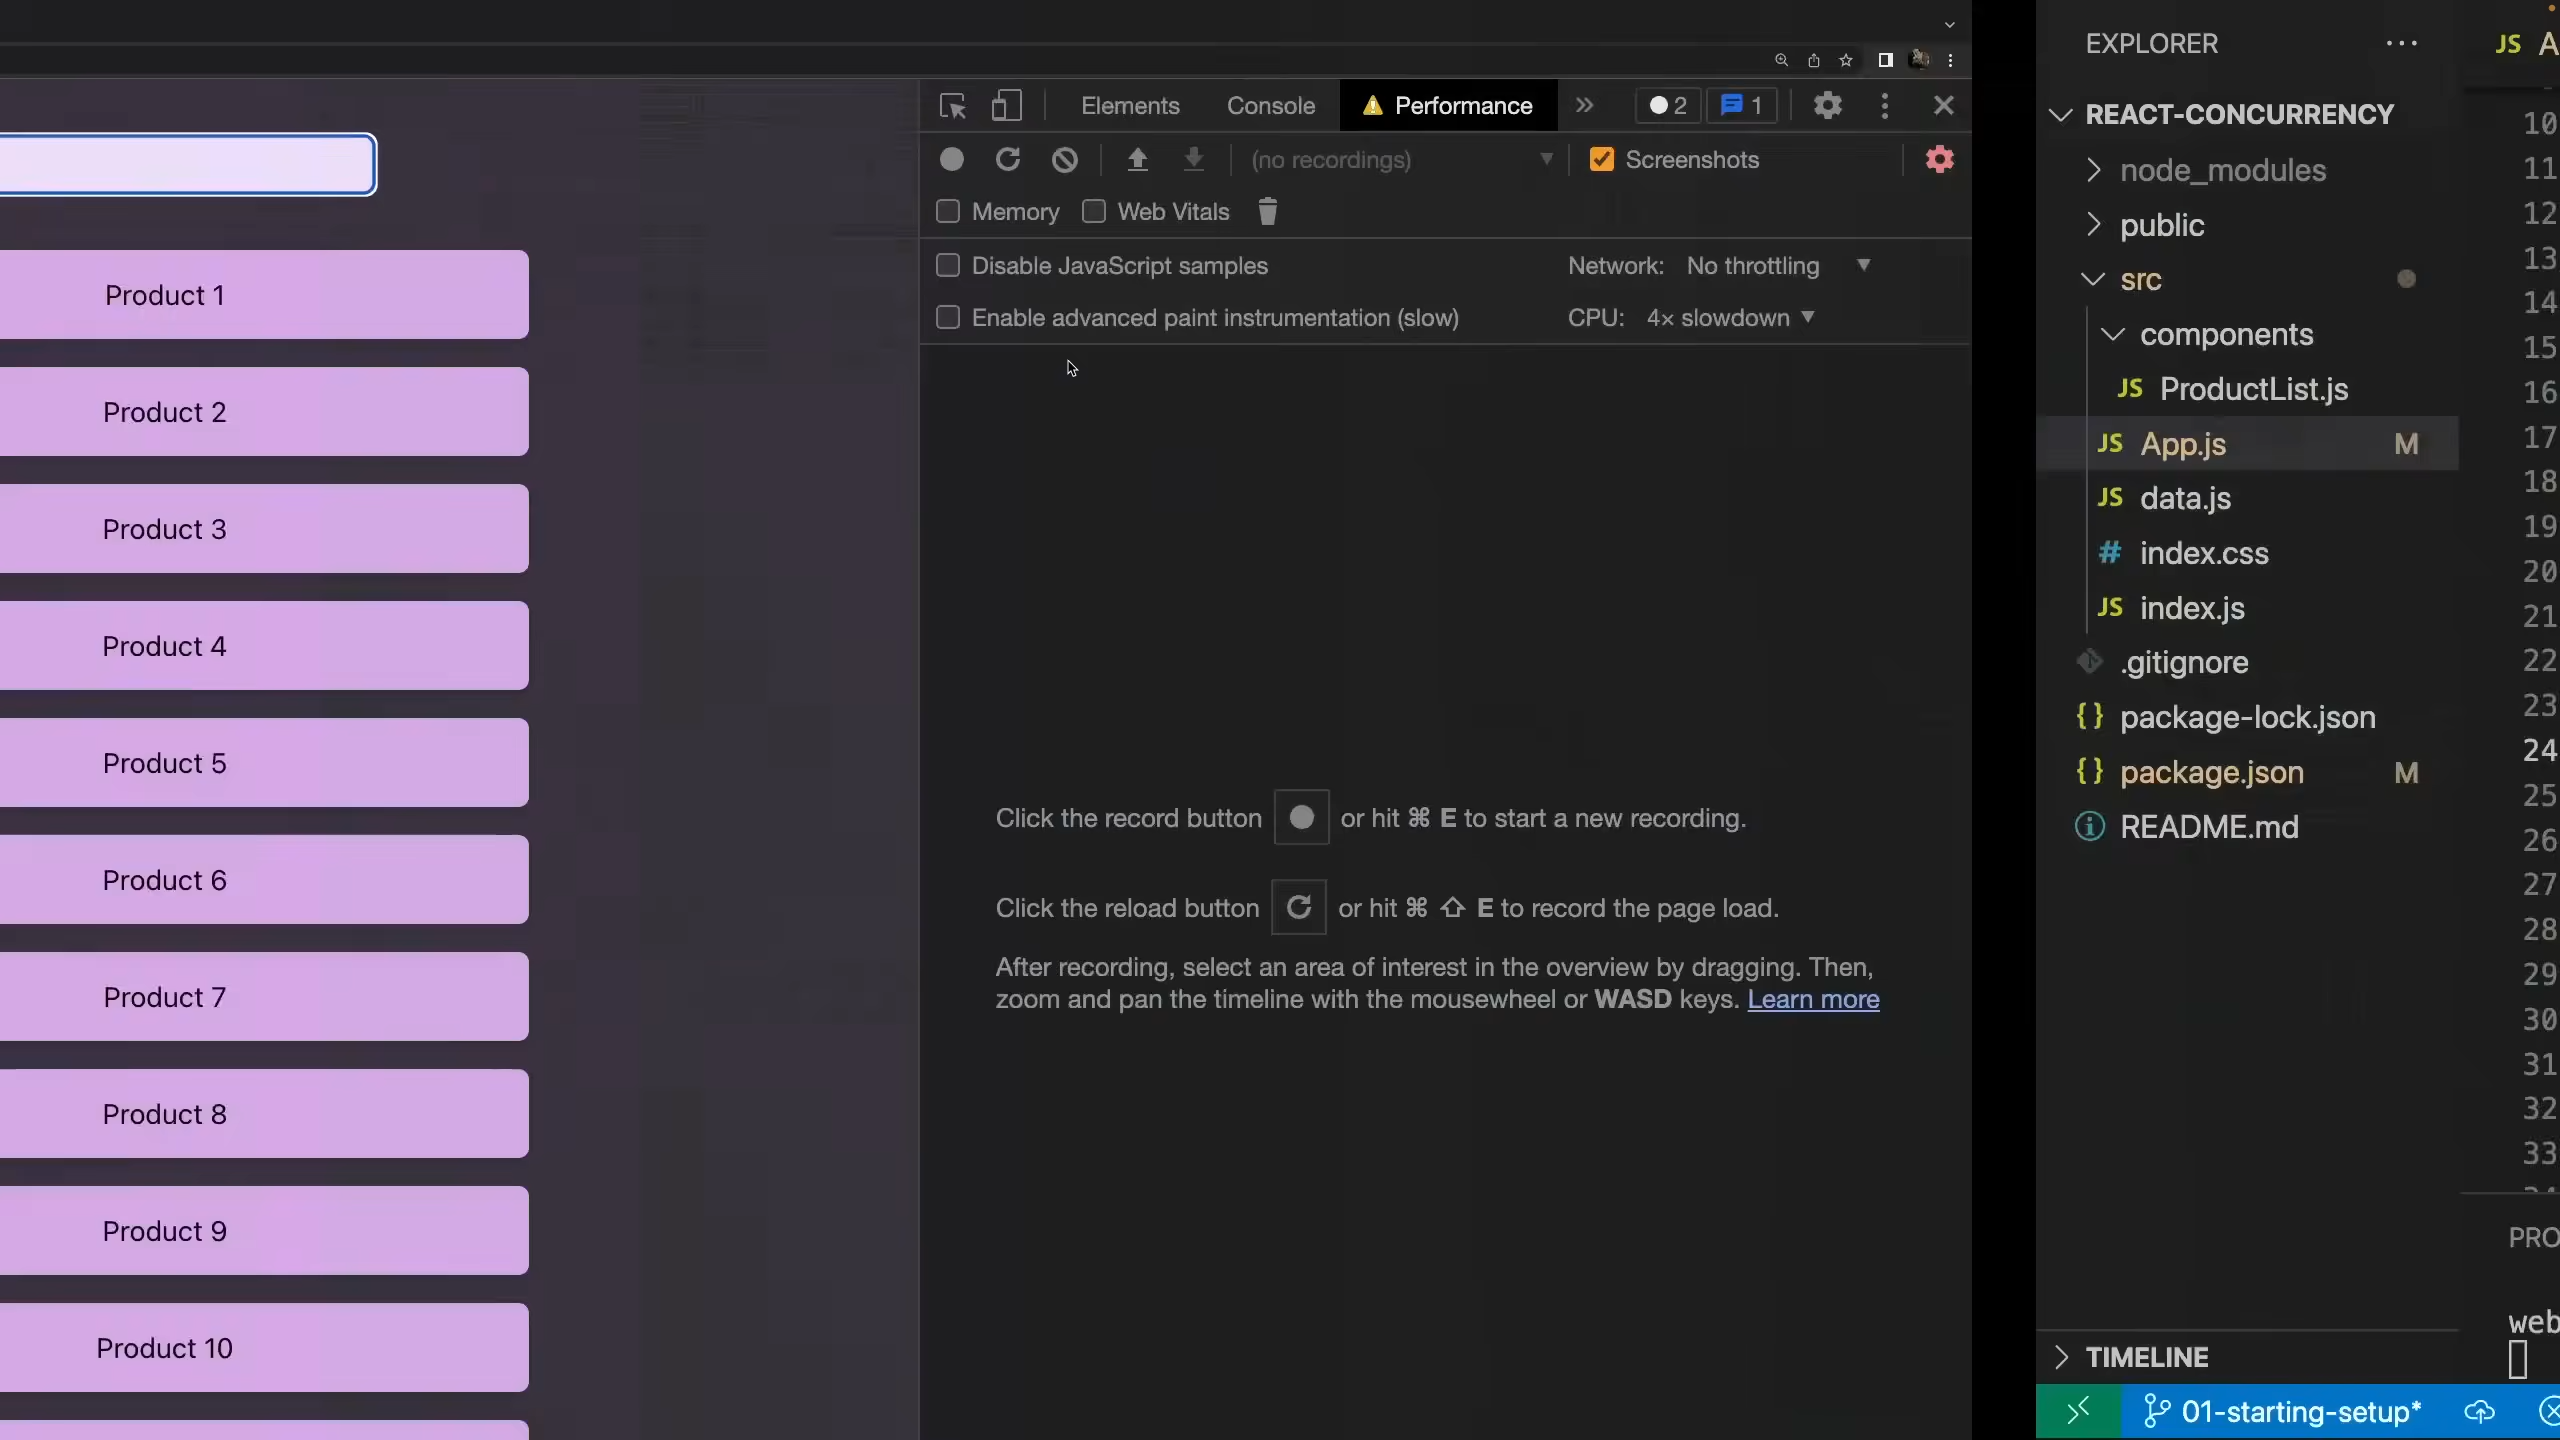 Elements Console Performance 2 1
(no recordings) Screenshots
Memory Web Vitals
Disable JavaScript samples Network: No throttling
Enable advanced paint instrumentation (slow) CPU: 4× slowdown
Product 1
Product 2
Product 3
Product 4
Product 5
Product 6
Product 7
Product 8
Product 9
Product 10
Click the record button or hit ⌘ E to start a new recording.
Click the reload button or hit ⌘ ⇧ E to record the page load.
After recording, select an area of interest in the overview by dragging. Then,
zoom and pan the timeline with the mousewheel or WASD keys. Learn more
EXPLORER
REACT-CONCURRENCY
node_modules
public
src
components
JS ProductList.js
JS App.js M
JS data.js
# index.css
JS index.js
.gitignore
{} package-lock.json
{} package.json M
README.md
TIMELINE
01-starting-setup*
JS A
10
11
12
13
14
15
16
17
18
19
20
21
22
23
24
25
26
27
28
29
30
31
32
33
PRO
web